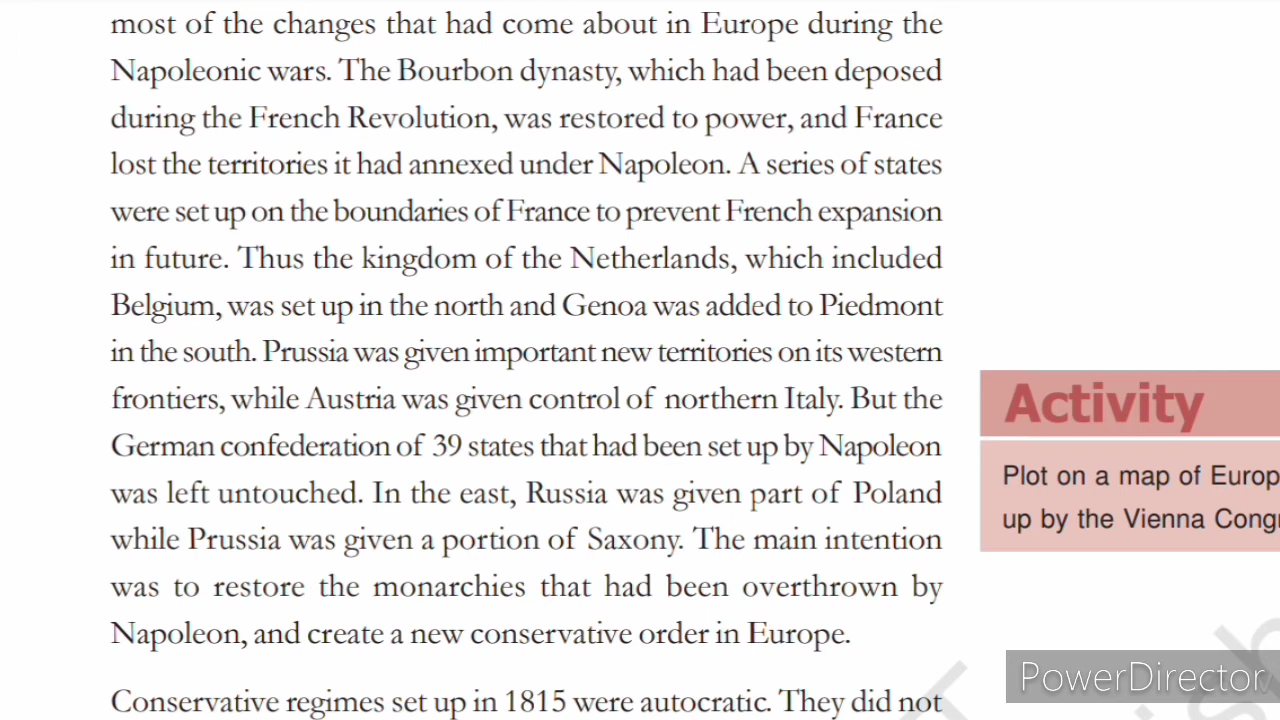 most of the changes that had come about in Europe during the
Napoleonic wars. The Bourbon dynasty, which had been deposed
during the French Revolution, was restored to power, and France
lost the territories it had annexed under Napoleon. A series of states
were set up on the boundaries of France to prevent French expansion
in future. Thus the kingdom of the Netherlands, which included
Belgium, was set up in the north and Genoa was added to Piedmont
in the south. Prussia was given important new territories on its western
frontiers, while Austria was given control of northern Italy. But the
German confederation of 39 states that had been set up by Napoleon
was left untouched. In the east, Russia was given part of Poland
while Prussia was given a portion of Saxony. The main intention
was to restore the monarchies that had been overthrown by
Napoleon, and create a new conservative order in Europe.
Conservative regimes set up in 1815 were autocratic. They did not
Activity
Plot on a map of Europ
up by the Vienna Cong
PowerDirector